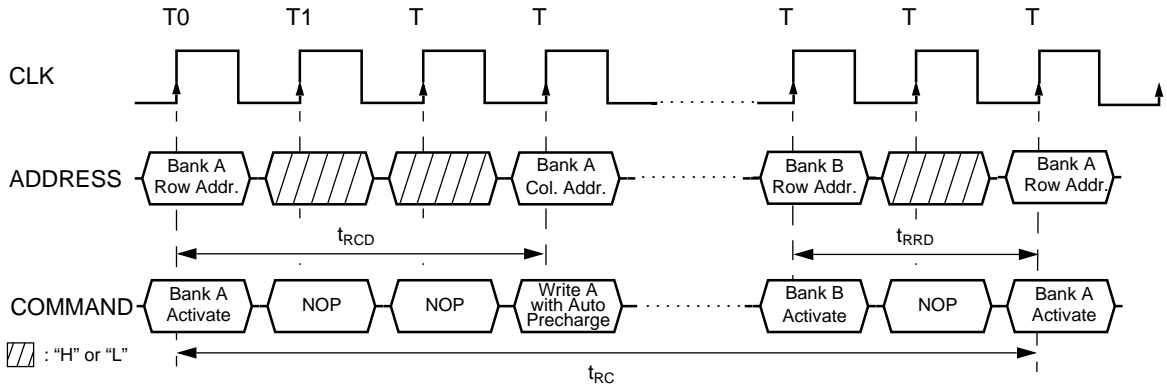 T0 T1 T T T T T
CLK
ADDRESS
Bank A
Row Addr.
Bank A
Col. Addr.
Bank B
Row Addr.
Bank A
Row Addr.
tRCD
tRRD
COMMAND
Bank A
Activate
NOP
NOP
Write A
with Auto
Precharge
Bank B
Activate
NOP
Bank A
Activate
: “H” or “L”
tRC